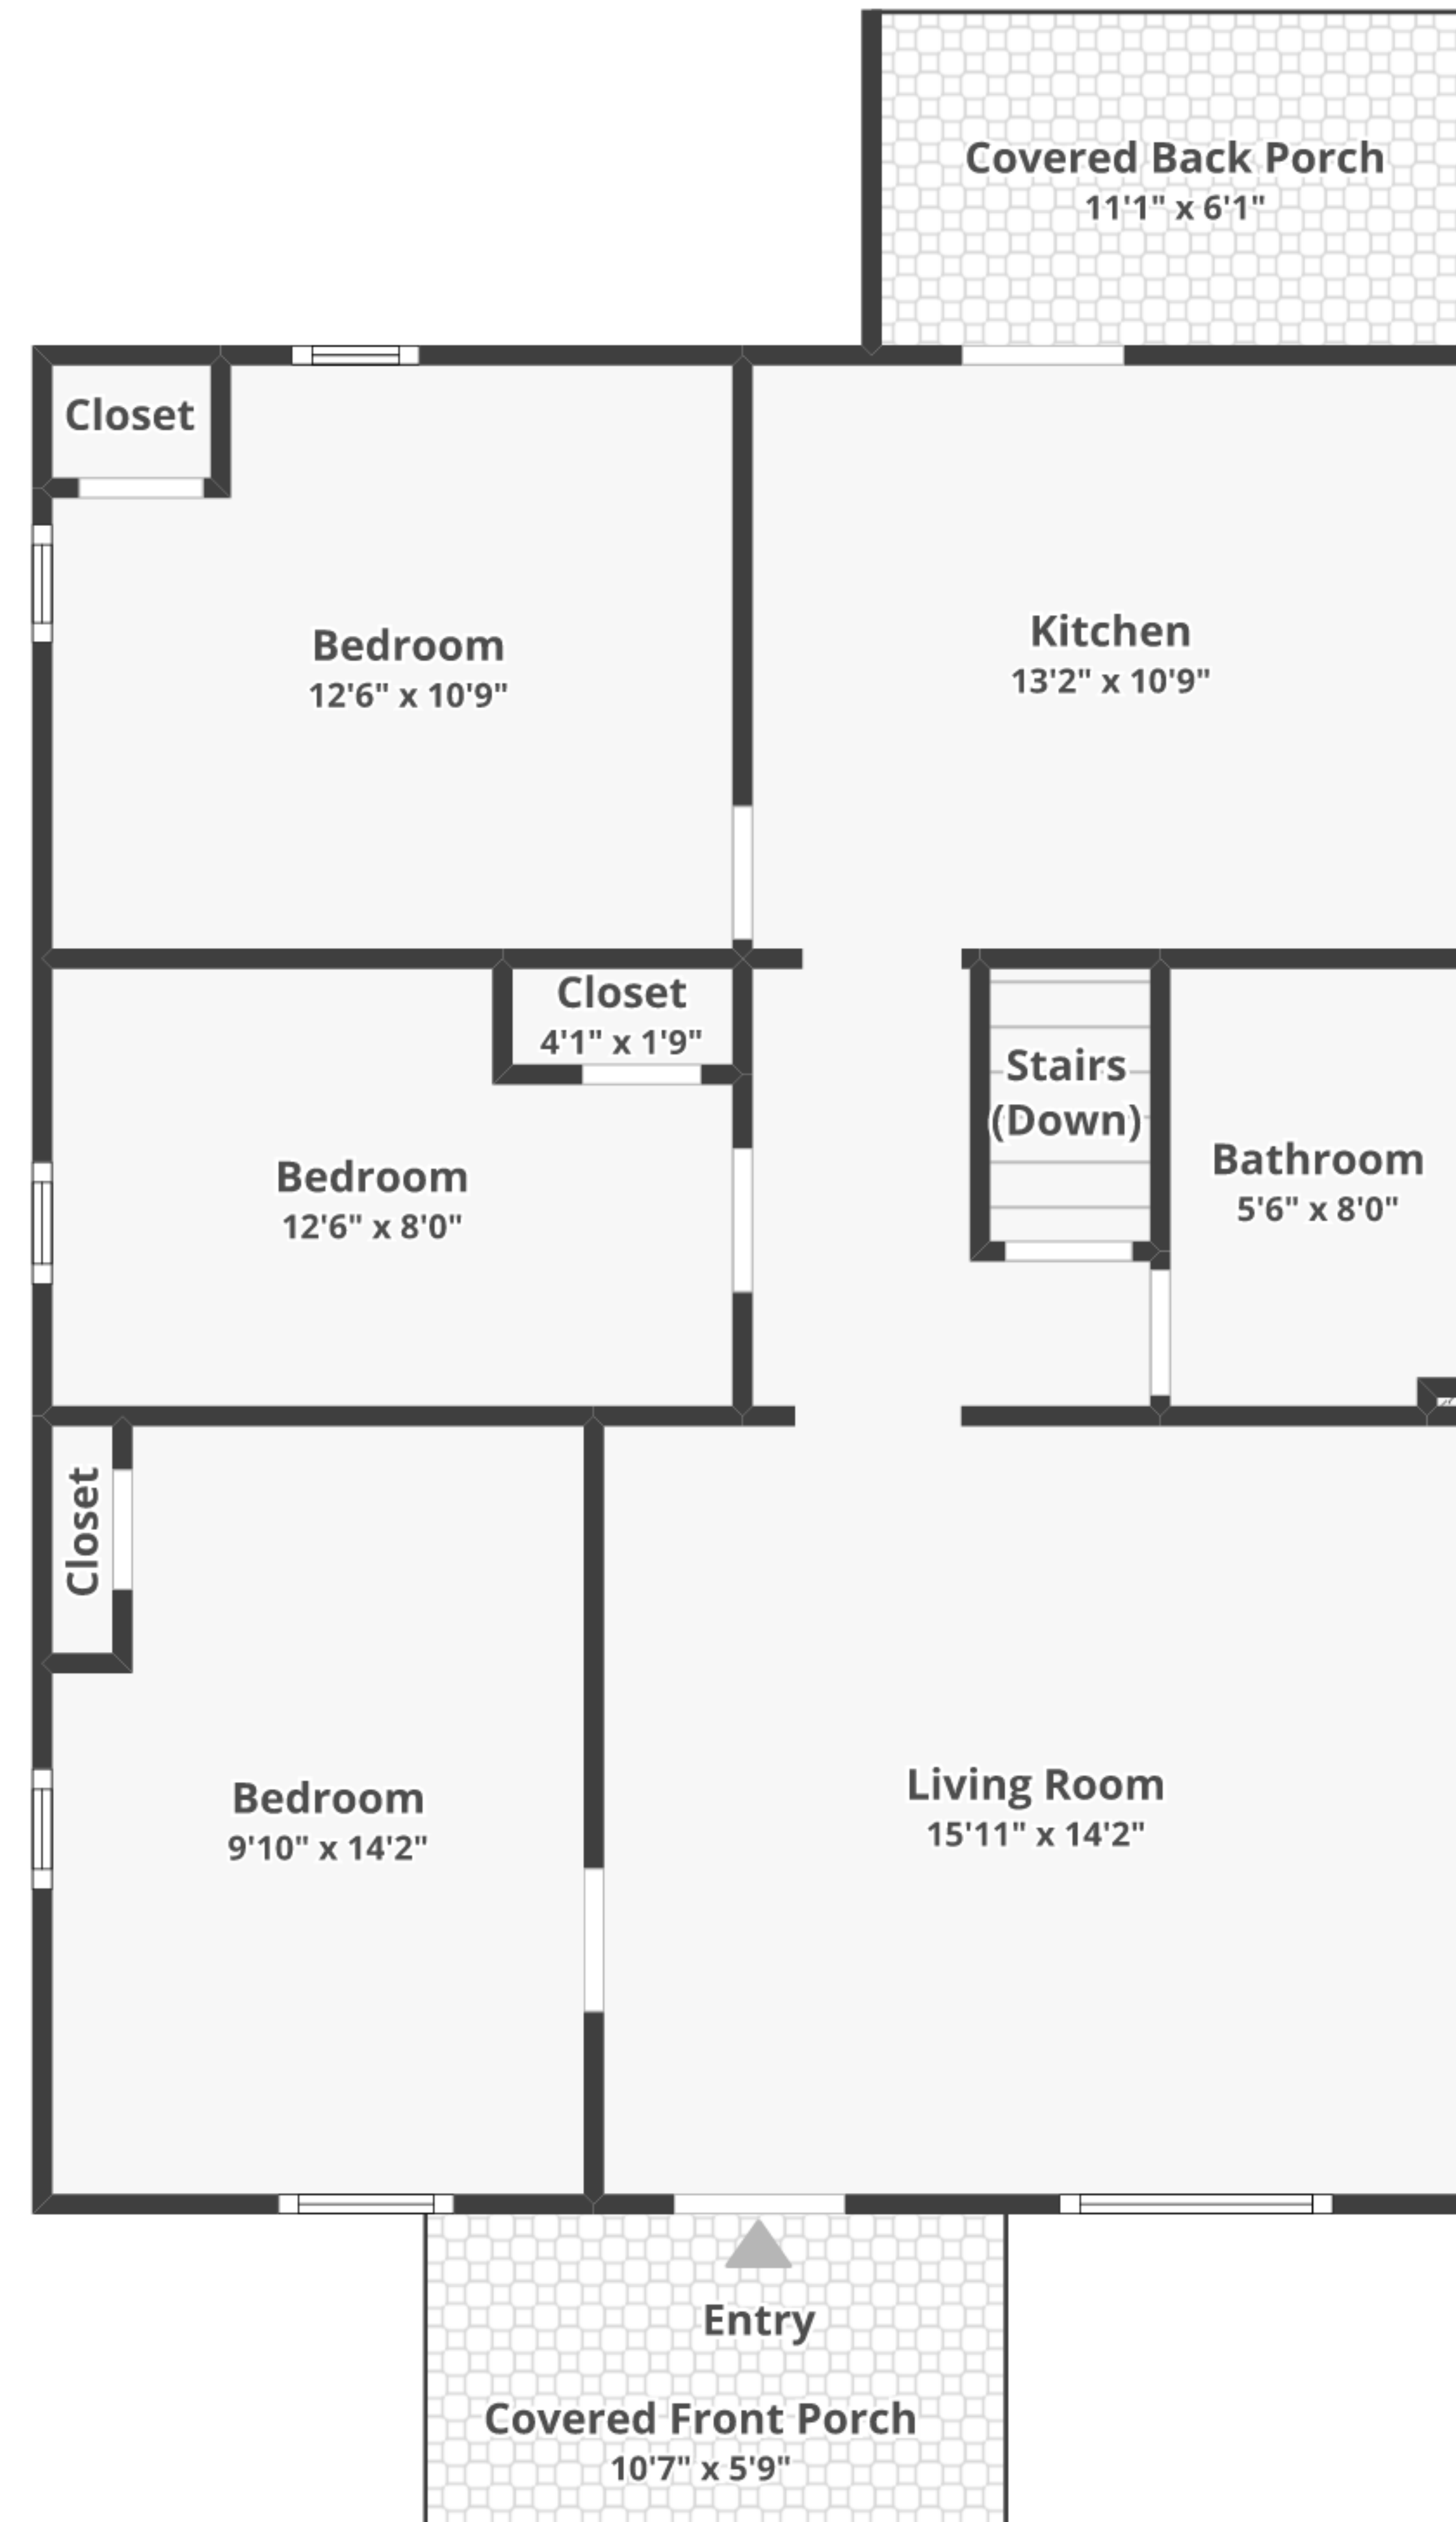 Covered Back Porch
11'1" x 6'1"
Closet
Bedroom
12'6" x 10'9"
Kitchen
13'2" x 10'9"
Closet
4'1" x 1'9"
Stairs
(Down)
Bathroom
5'6" x 8'0"
Bedroom
12'6" x 8'0"
Closet
Bedroom
9'10" x 14'2"
Living Room
15'11" x 14'2"
Entry
Covered Front Porch
10'7" x 5'9"